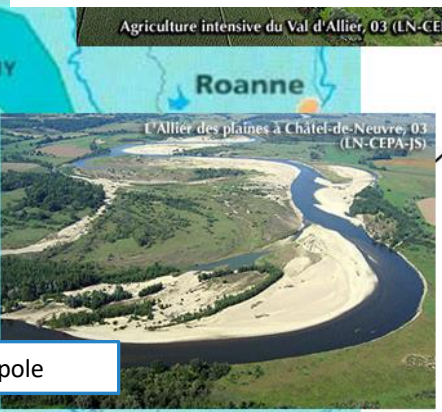 Agriculture intensive du Val d'Allier, 03 (LN-CE
Roanne
L'Allier des plaines à Châtel-de-Neuvre, 03
(LN-CEPA-JS)
pole